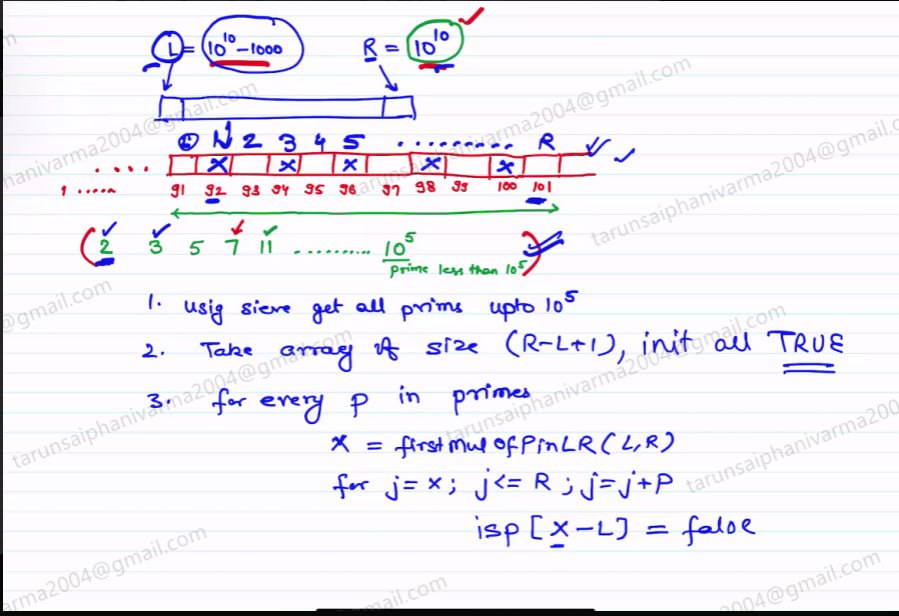 L = 10^10 - 1000 R = 10^10
0 1 2 3 4 5 .......... R
.... x x x x x
1 ..... 91 92 93 94 95 96 97 98 99 100 101
(2 3 5 7 11 .......... 10^5)
prime less than 10^5
1. usig sieve get all prims upto 10^5
2. Take array of size (R-L+1), init all TRUE
3. for every p in primes
x = firstmulofPinLR(L,R)
for j=x; j<=R; j=j+P
isp[x-L] = false
tarunsaiphanivarma2004@gmail.com